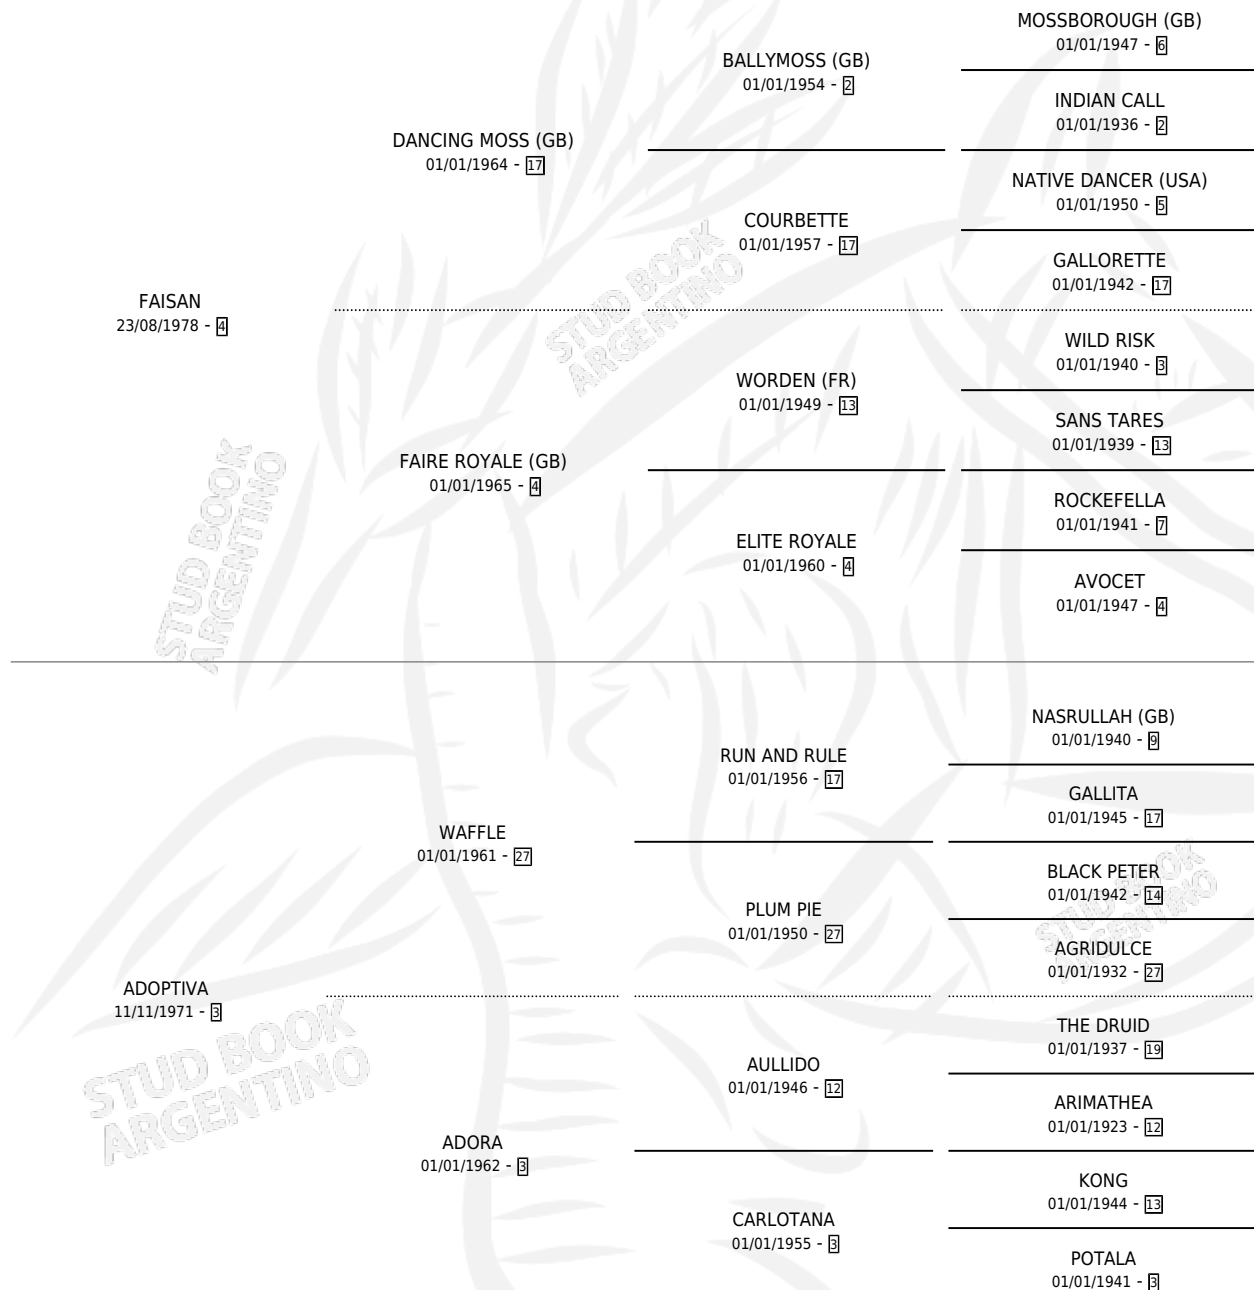 MOSSBOROUGH (GB)
01/01/1947 - 6
BALLYMOSS (GB)
01/01/1954 - 2
INDIAN CALL
01/01/1936 - 2
DANCING MOSS (GB)
01/01/1964 - 17
NATIVE DANCER (USA)
01/01/1950 - 5
COURBETTE
01/01/1957 - 17
GALLORETTE
01/01/1942 - 17
FAISAN
23/08/1978 - 4
WILD RISK
01/01/1940 - 3
WORDEN (FR)
01/01/1949 - 13
SANS TARES
01/01/1939 - 13
FAIRE ROYALE (GB)
01/01/1965 - 4
ROCKEFELLA
01/01/1941 - 7
ELITE ROYALE
01/01/1960 - 4
AVOCET
01/01/1947 - 4
NASRULLAH (GB)
01/01/1940 - 9
RUN AND RULE
01/01/1956 - 17
GALLITA
01/01/1945 - 17
WAFFLE
01/01/1961 - 27
BLACK PETER
01/01/1942 - 14
PLUM PIE
01/01/1950 - 27
AGRIDULCE
01/01/1932 - 27
ADOPTIVA
11/11/1971 - 3
THE DRUID
01/01/1937 - 19
AULLIDO
01/01/1946 - 12
ARIMATHEA
01/01/1923 - 12
ADORA
01/01/1962 - 3
KONG
01/01/1944 - 13
CARLOTANA
01/01/1955 - 3
POTALA
01/01/1941 - 3
STUD BOOK
ARGENTINO
STUD BOOK
ARGENTINO
STUD BOOK
ARGENTINO
STUD BOOK
ARGENTINO